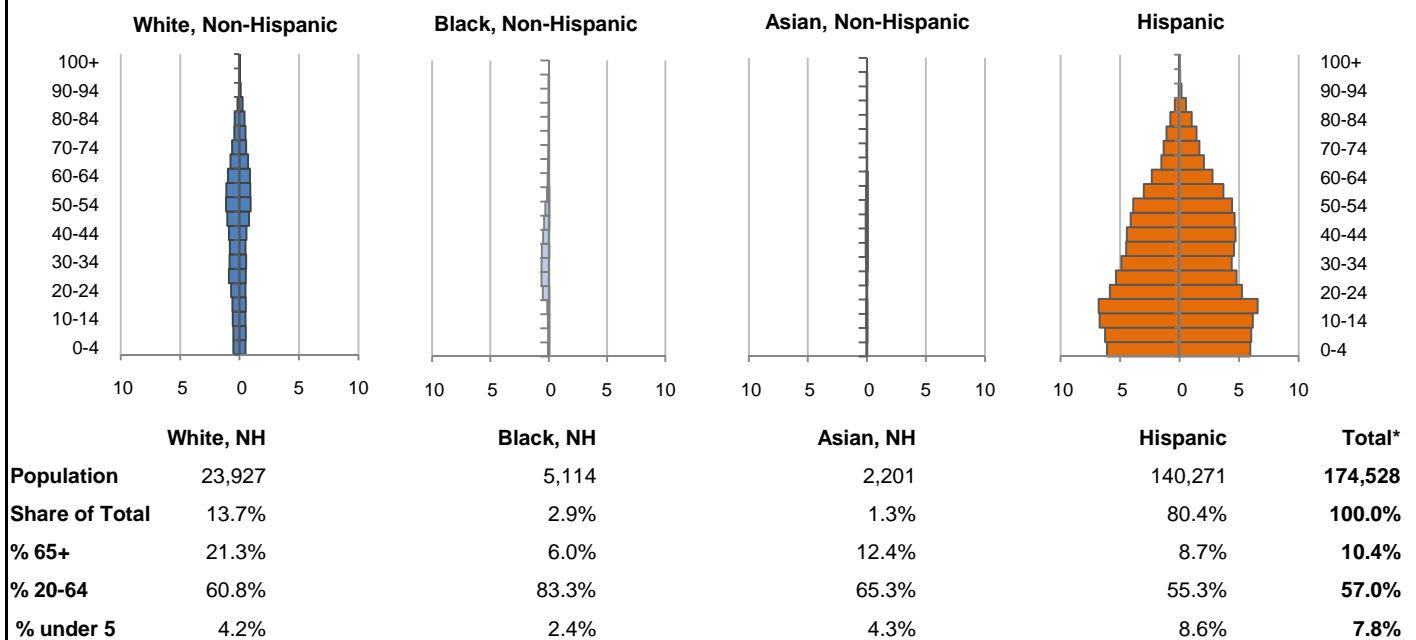 White, Non-Hispanic Black, Non-Hispanic Asian, Non-Hispanic Hispanic
100+ 100+
90-94 90-94
80-84 80-84
70-74 70-74
60-64 60-64
50-54 50-54
40-44 40-44
30-34 30-34
20-24 20-24
10-14 10-14
0-4 0-4
10 5 0 5 10 10 5 0 5 10 10 5 0 5 10 10 5 0 5 10
White, NH Black, NH Asian, NH Hispanic Total*
Population 23,927 5,114 2,201 140,271 174,528
Share of Total 13.7% 2.9% 1.3% 80.4% 100.0%
% 65+ 21.3% 6.0% 12.4% 8.7% 10.4%
% 20-64 60.8% 83.3% 65.3% 55.3% 57.0%
% under 5 4.2% 2.4% 4.3% 8.6% 7.8%